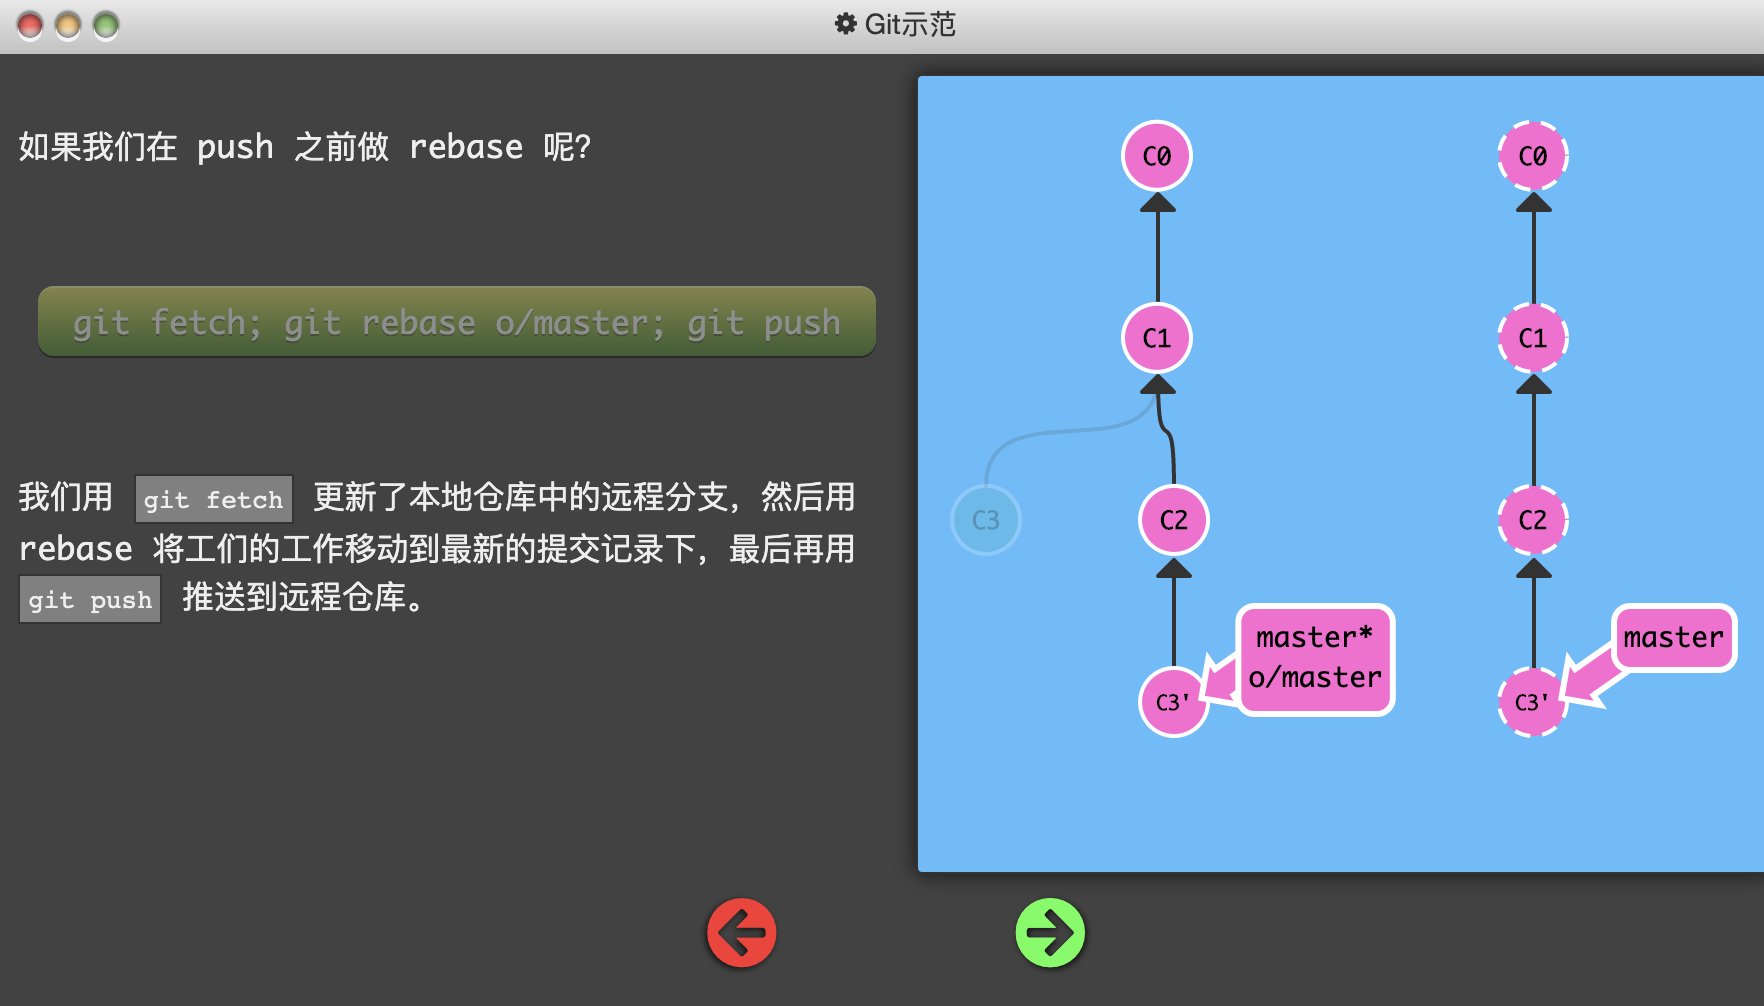 Git示范
如果我们在 push 之前做 rebase 呢？
git fetch; git rebase o/master; git push
我们用 git fetch 更新了本地仓库中的远程分支，然后用
rebase 将工们的工作移动到最新的提交记录下，最后再用
git push 推送到远程仓库。
C0
C0
C1
C1
C3
C2
C2
master*
o/master
master
C3'
C3'